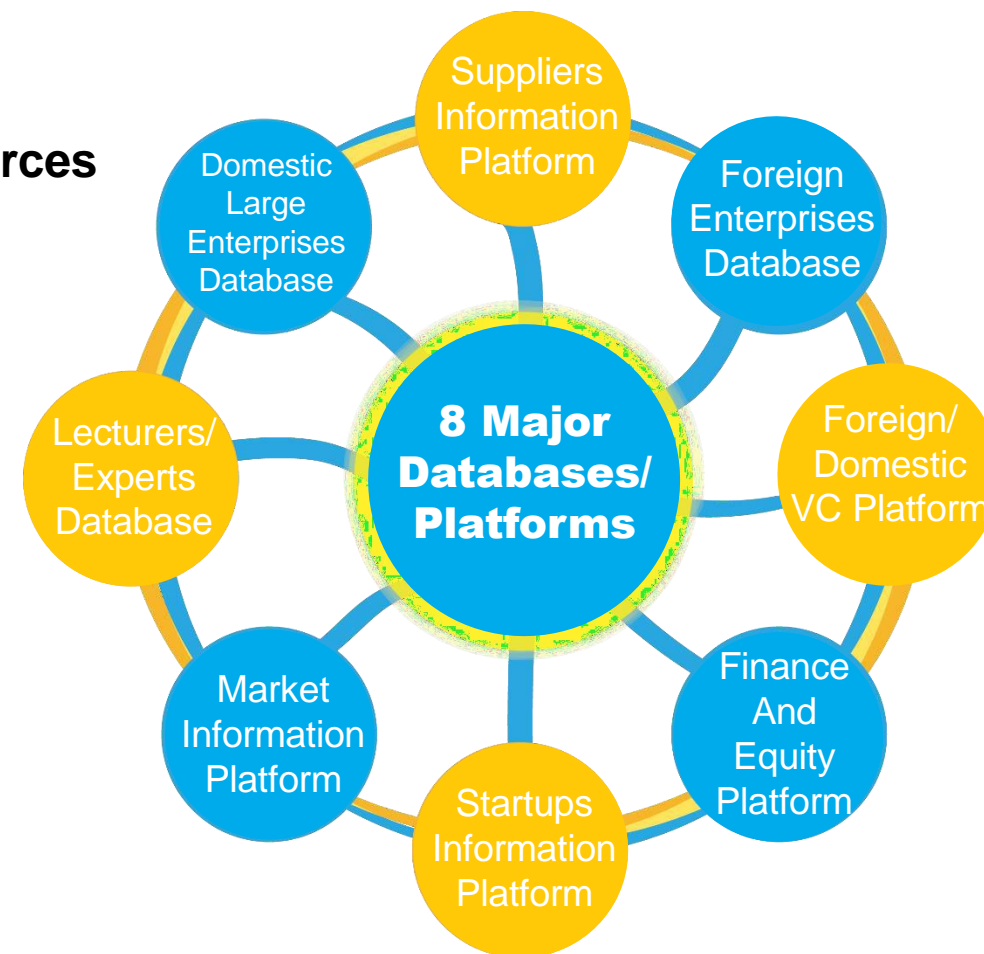 rces
Suppliers
Information
Platform
Domestic
Large
Enterprises
Database
Foreign
Enterprises
Database
8 Major
Databases/
Platforms
Lecturers/
Experts
Database
Foreign/
Domestic
VC Platform
Market
Information
Platform
Finance
And
Equity
Platform
Startups
Information
Platform